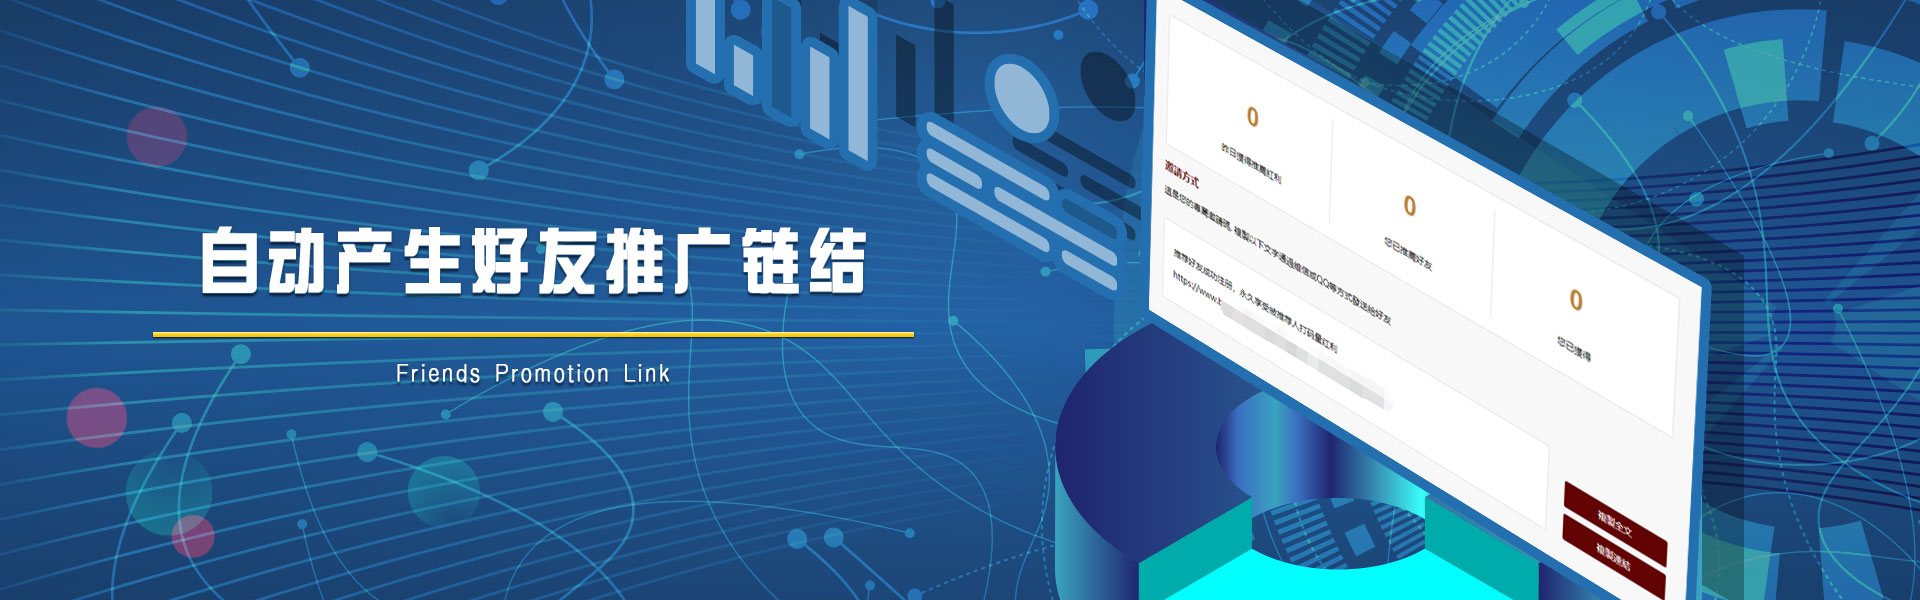 自动产生好友推广链结
Friends Promotion Link
0
昨日獲得推薦紅利
0
您已推薦好友
0
您已獲得
邀請方式
這是您的專屬邀請碼, 複製以下文字通過維信或QQ等方式發送給好友
推荐好友成功注册，永久享受被推荐人打码量红利
https://www.t
複製全文
複製連結